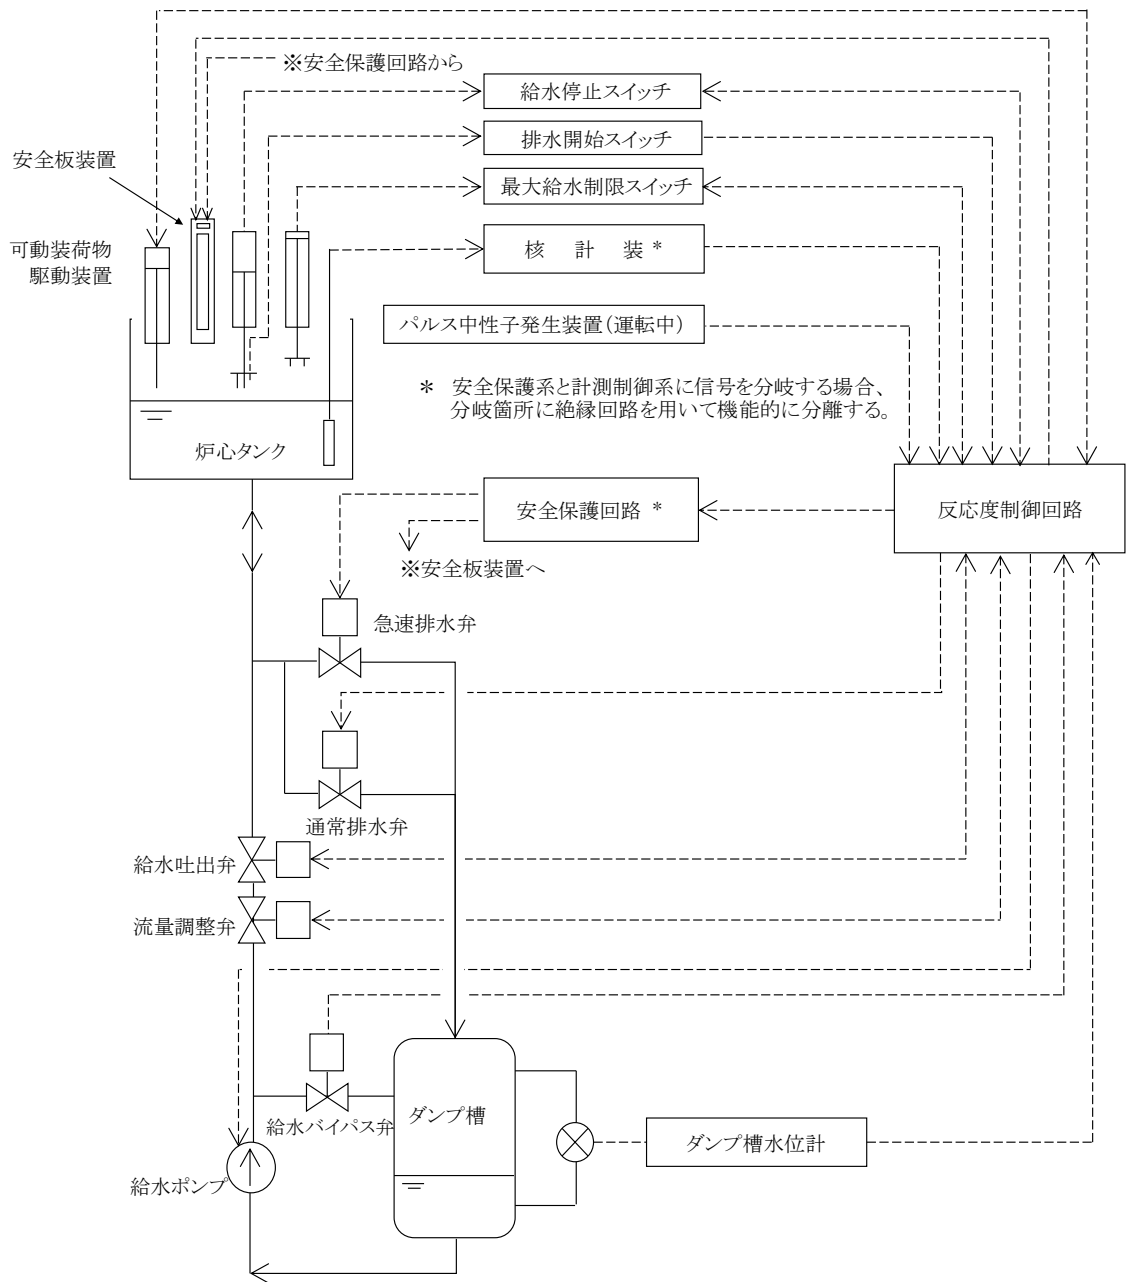 ※安全保護回路から
給水停止スイッチ
排水開始スイッチ
安全板装置
最大給水制限スイッチ
可動装荷物
駆動装置
核 計 装 *
パルス中性子発生装置(運転中)
* 安全保護系と計測制御系に信号を分岐する場合、
分岐箇所に絶縁回路を用いて機能的に分離する。
炉心タンク
安全保護回路 *
反応度制御回路
※安全板装置へ
急速排水弁
通常排水弁
給水吐出弁
流量調整弁
ダンプ槽
給水バイパス弁
ダンプ槽水位計
給水ポンプ